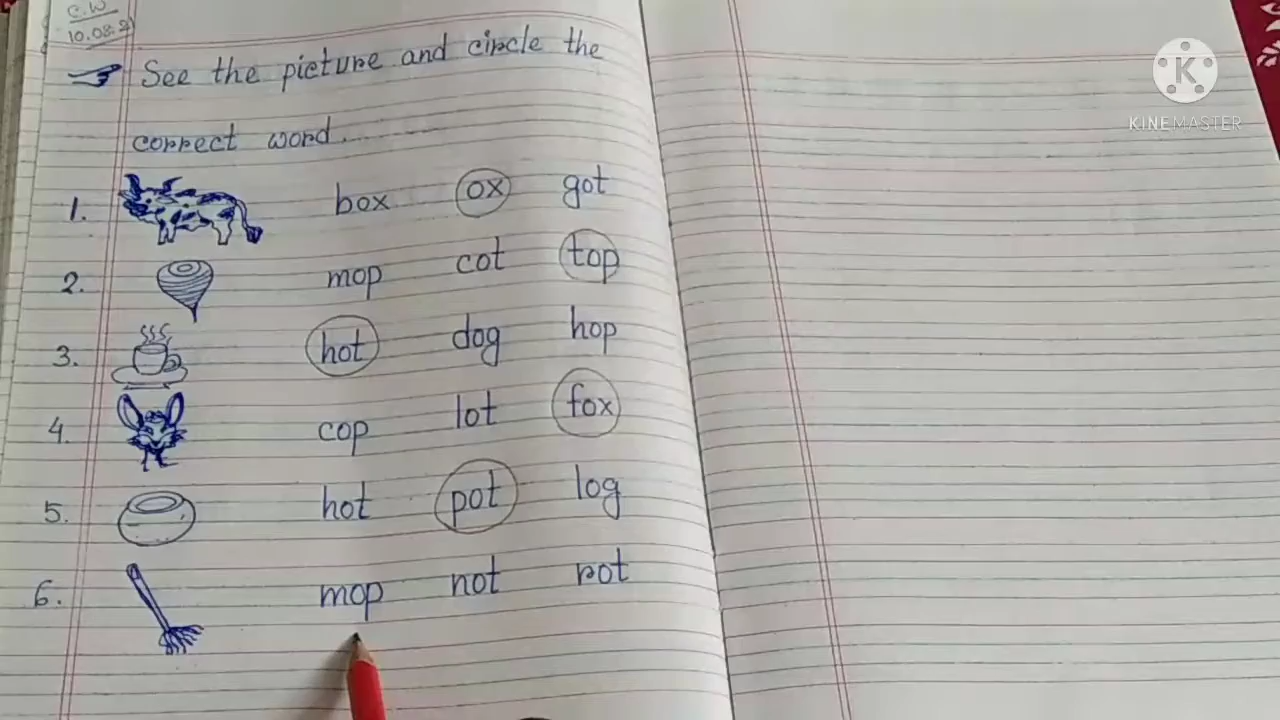 C.W
10.08.2
See the picture and circle the
correct word.........
1. box ox got
2. mop cot top
3. hot dog hop
4. cop lot fox
5. hot pot log
6. mop not rot
K
KINEMASTER